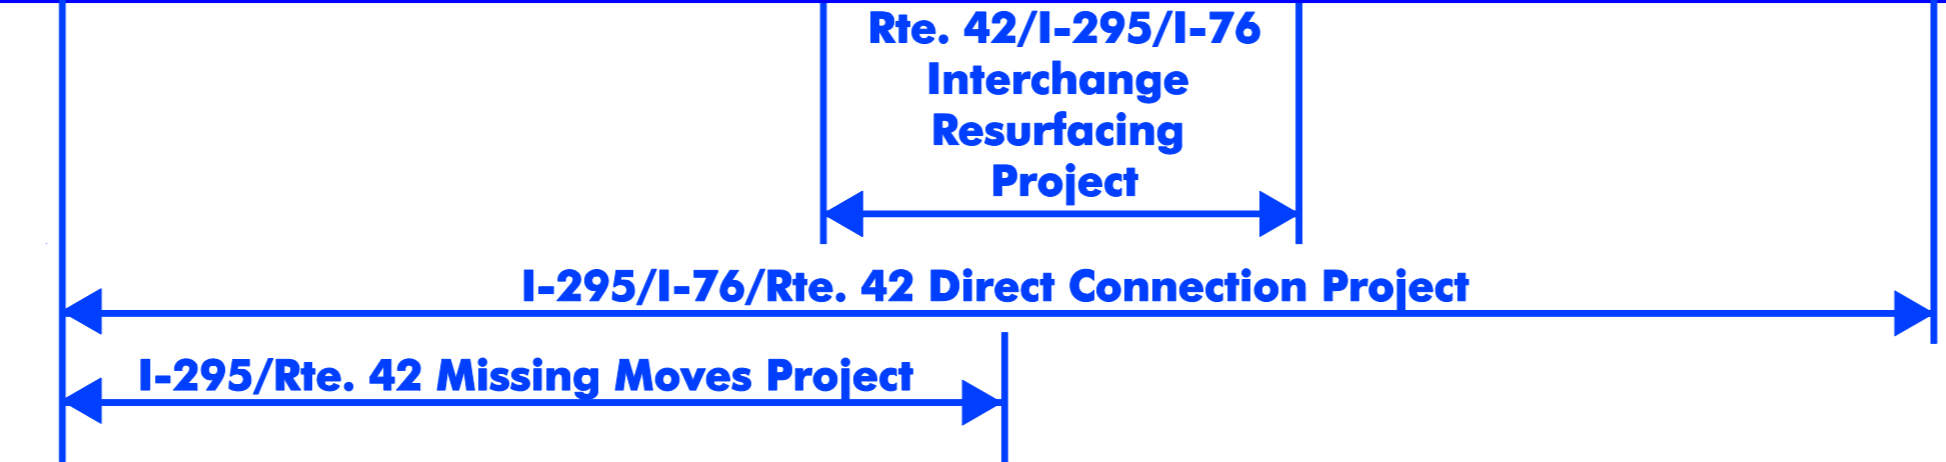 Rte. 42/I-295/I-76
Interchange
Resurfacing
Project
I-295/I-76/Rte. 42 Direct Connection Project
I-295/Rte. 42 Missing Moves Project